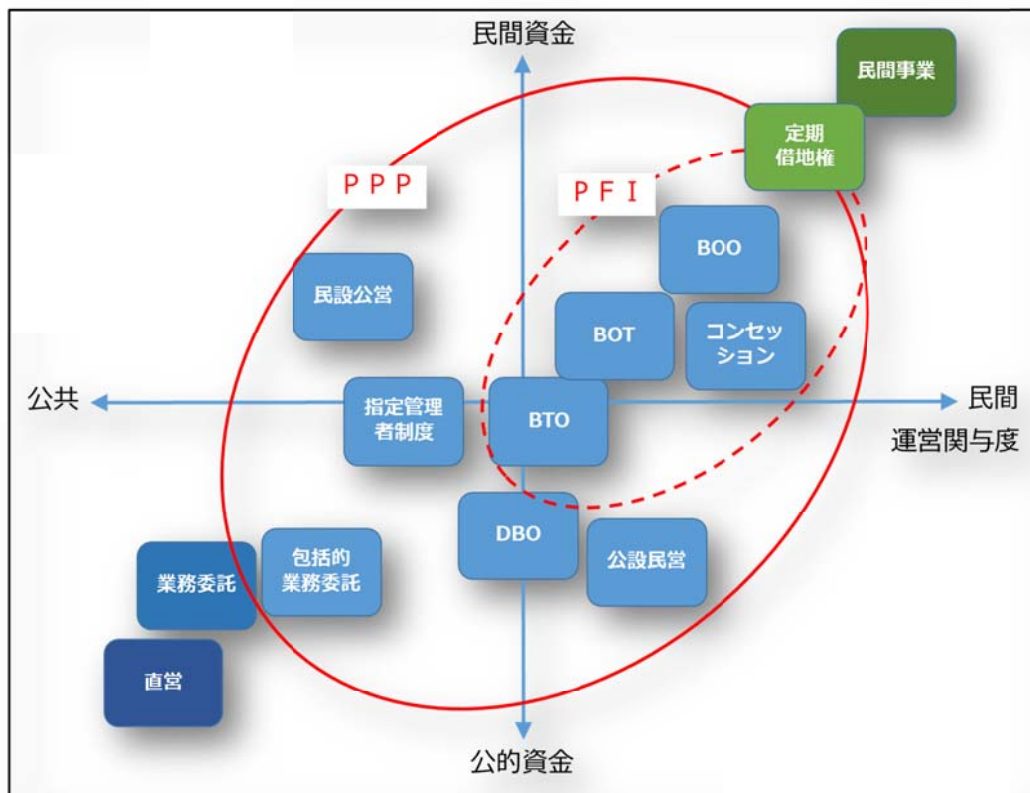 民間資金
民間事業
定期
借地権
ＰＰＰ
ＰＦＩ
BOO
民設公営
BOT
コンセッ
ション
公共
民間
運営関与度
指定管理
者制度
BTO
DBO
公設民営
包括的
業務委託
業務委託
直営
公的資金